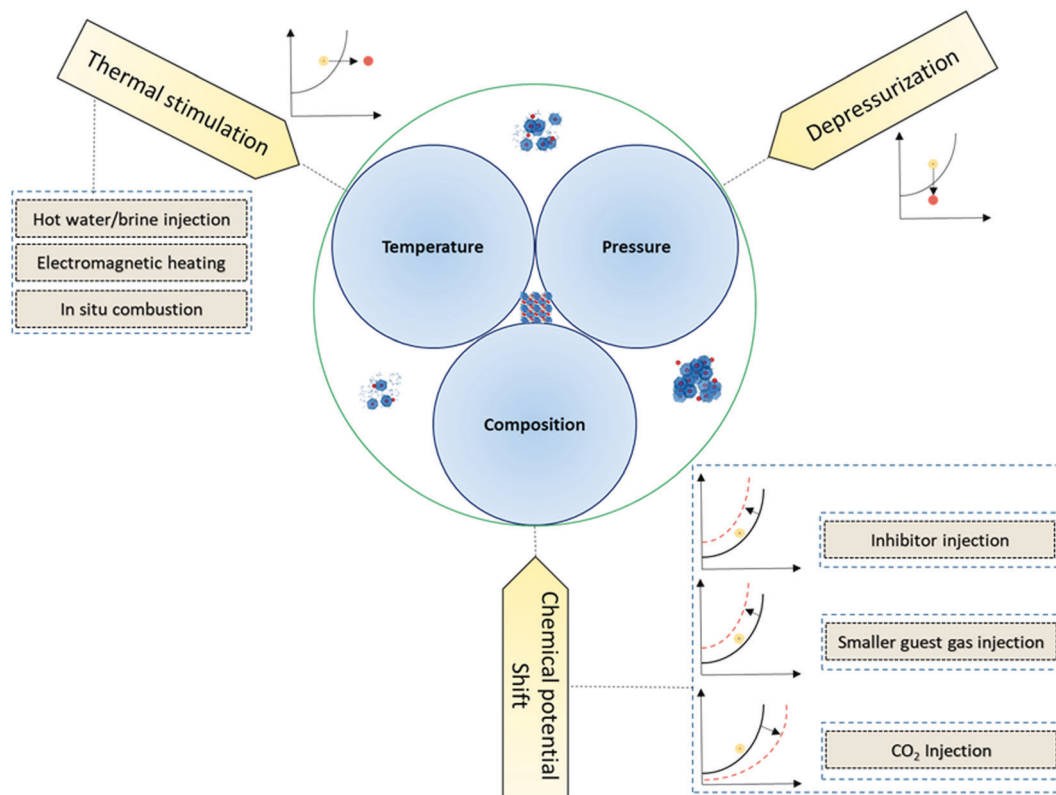 Thermal stimulation
Depressurization
Hot water/brine injection
Electromagnetic heating
In situ combustion
Temperature
Pressure
Composition
Chemical potential
Shift
Inhibitor injection
Smaller guest gas injection
CO₂ Injection